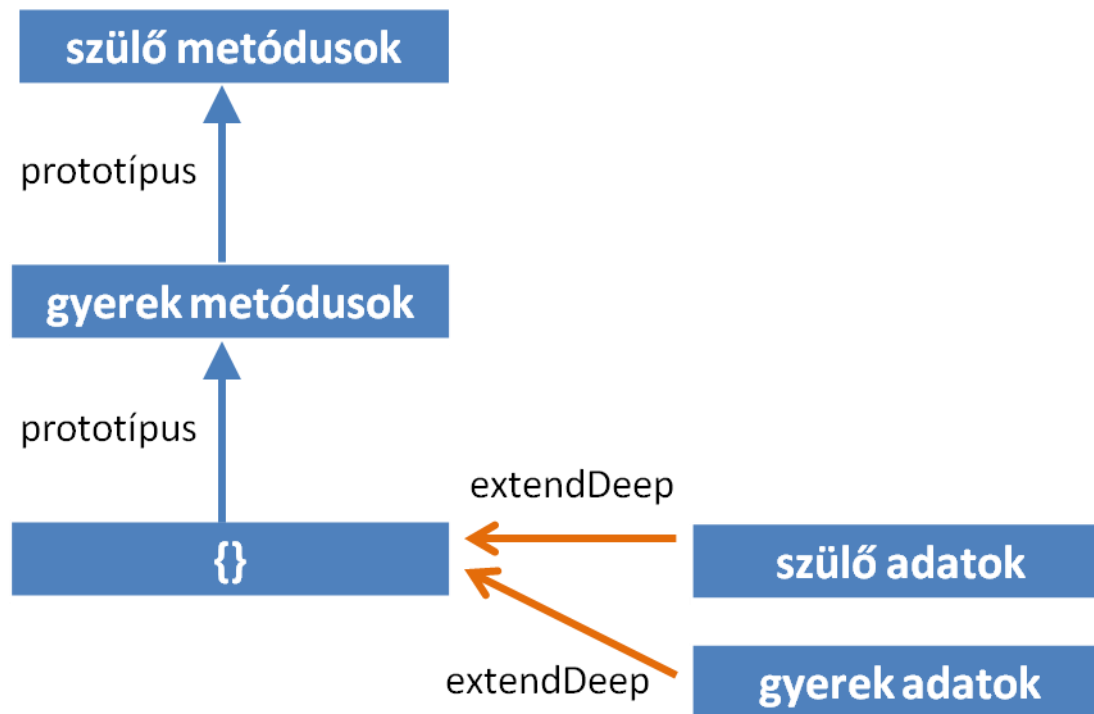 szülő metódusok
prototípus
gyerek metódusok
prototípus
extendDeep
{}
szülő adatok
extendDeep
gyerek adatok